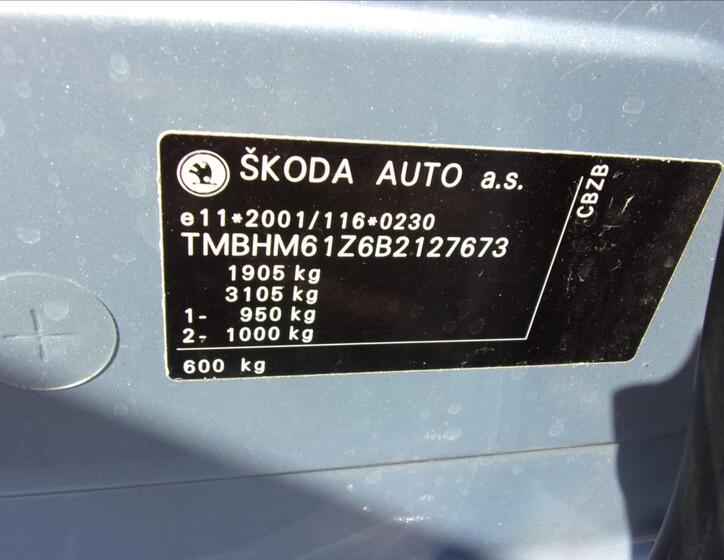 ŠKODA AUTO a.s.
CBZB
e11*2001/116*0230
TMBHM61Z6B2127673
1905 kg
3105 kg
1- 950 kg
2- 1000 kg
600 kg